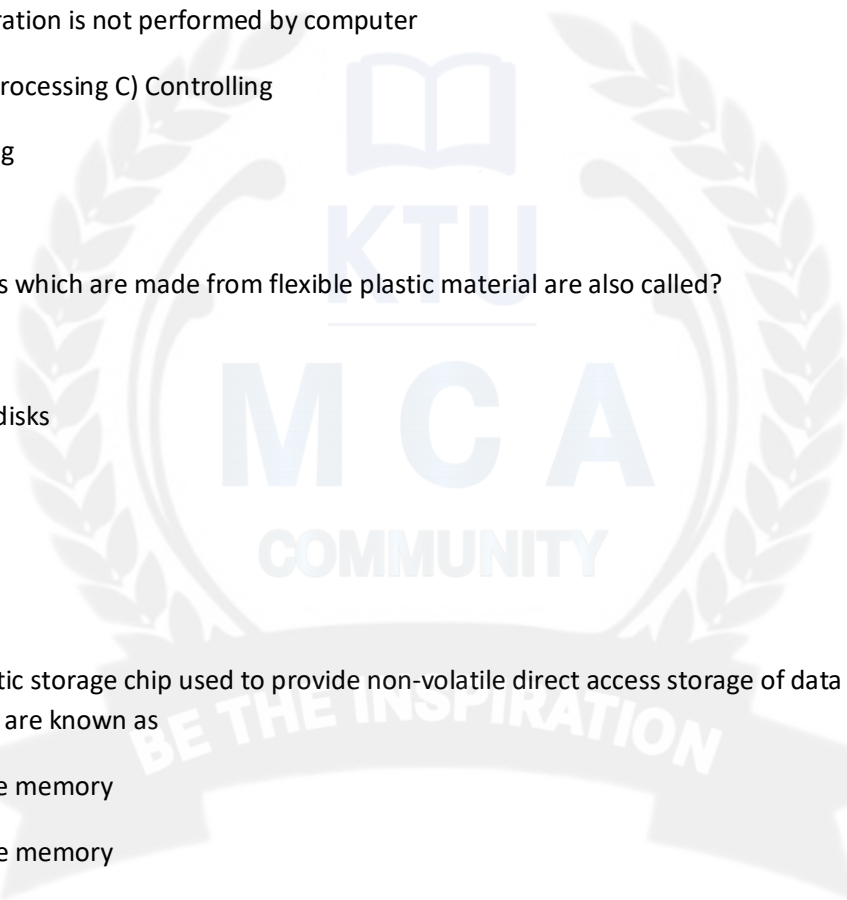 ration is not performed by computer
rocessing C) Controlling
g
KTU
s which are made from flexible plastic material are also called?
M C A
disks
COMMUNITY
tic storage chip used to provide non-volatile direct access storage of data
are known as
BE THE INSPIRATION
e memory
e memory